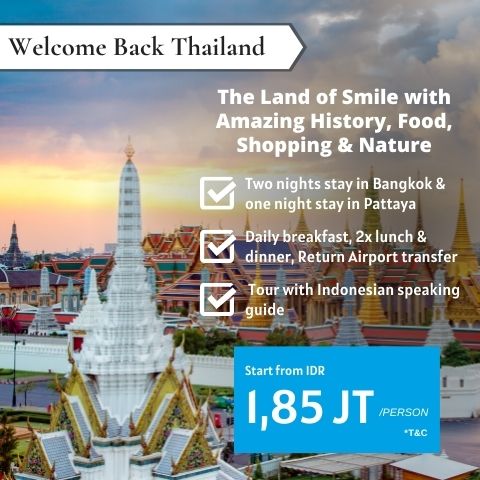 Welcome Back Thailand
The Land of Smile with
Amazing History, Food,
Shopping & Nature
Two nights stay in Bangkok &
one night stay in Pattaya
Daily breakfast, 2x lunch &
dinner, Return Airport transfer
Tour with Indonesian speaking
guide
Start from IDR
1,85 JT /PERSON
*T&C